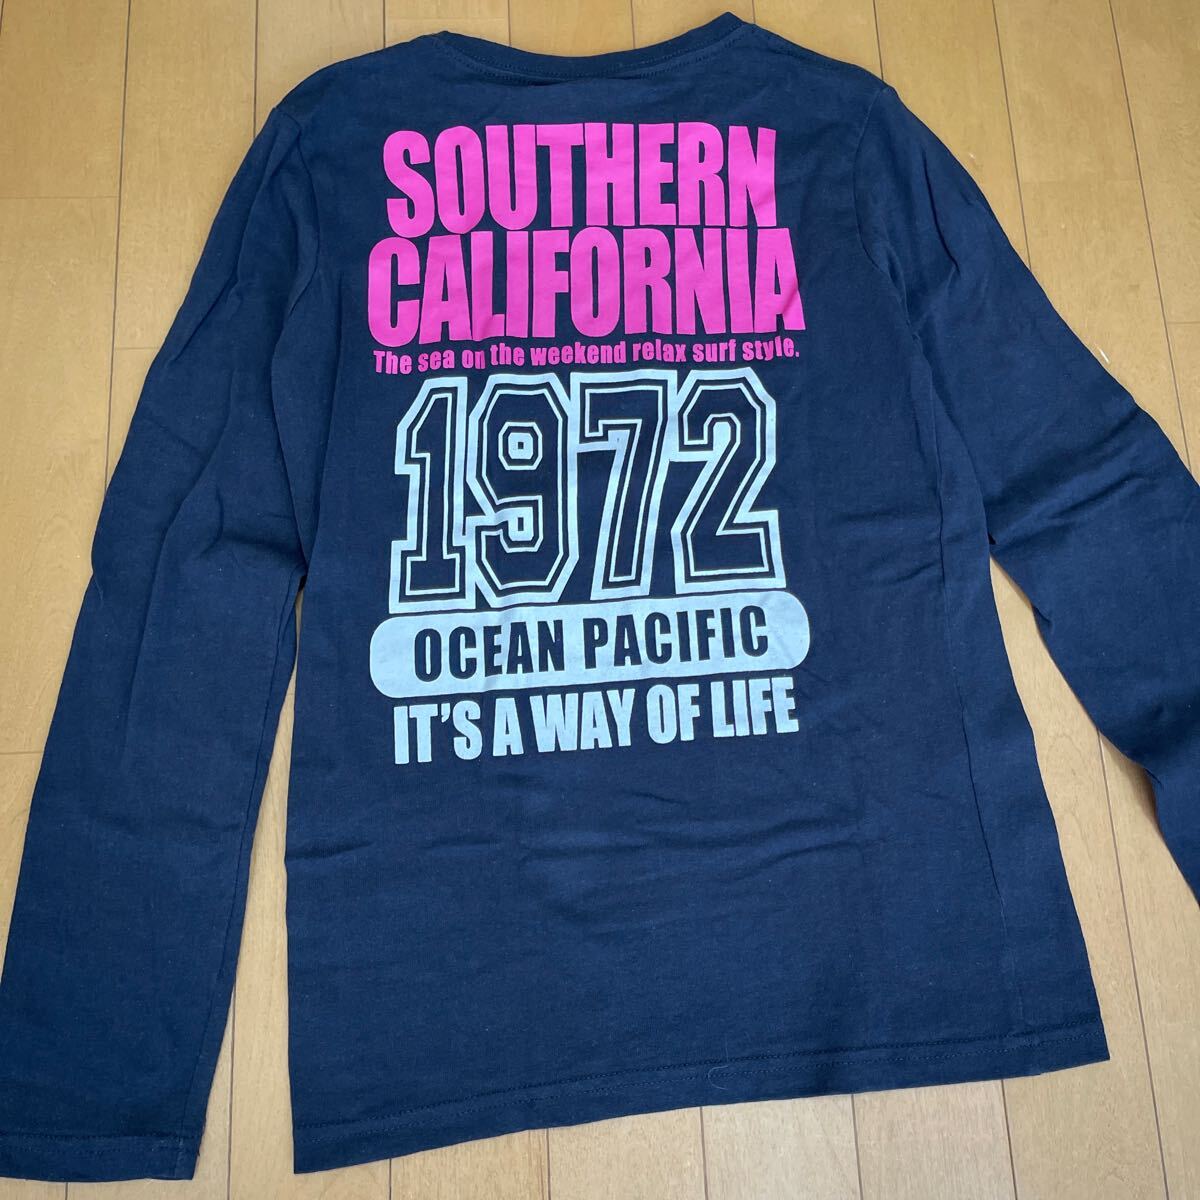 SOUTHERN
CALIFORNIA
The sea on the weekend relax surf style.
1972
OCEAN PACIFIC
IT'S A WAY OF LIFE